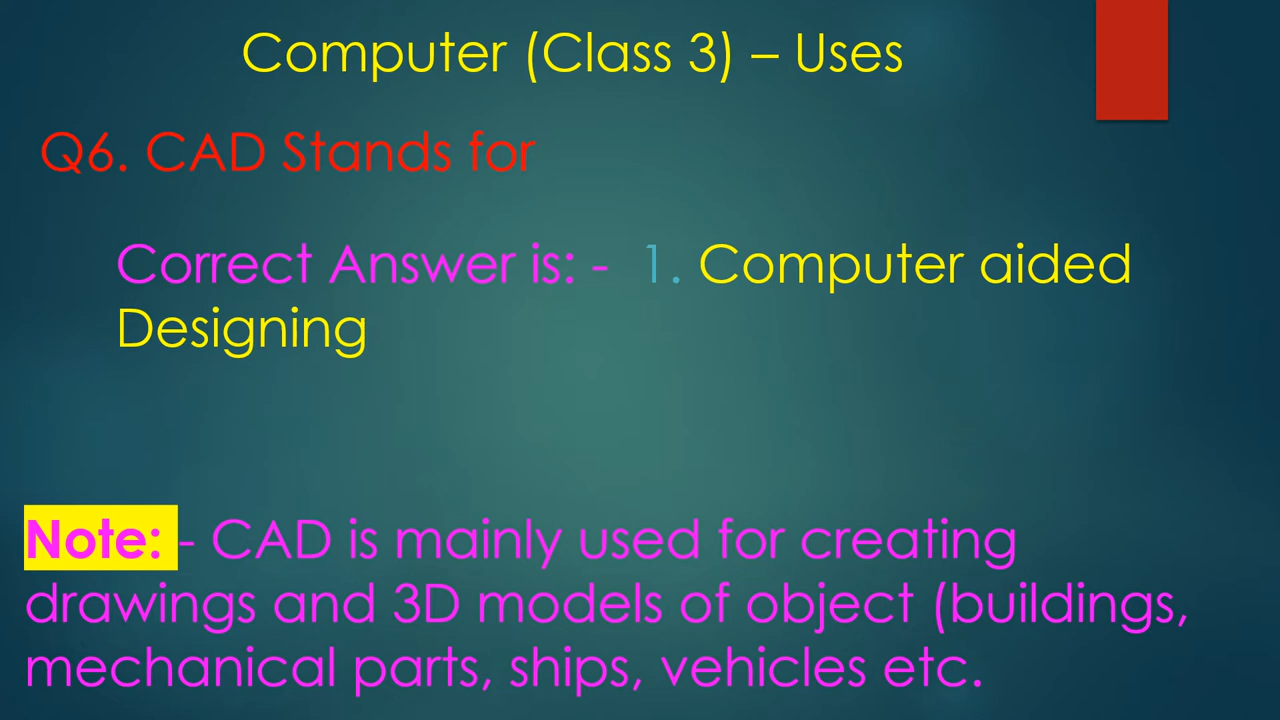 Computer (Class 3) – Uses
Q6. CAD Stands for
Correct Answer is: - 1. Computer aided
Designing
Note: - CAD is mainly used for creating
drawings and 3D models of object (buildings,
mechanical parts, ships, vehicles etc.